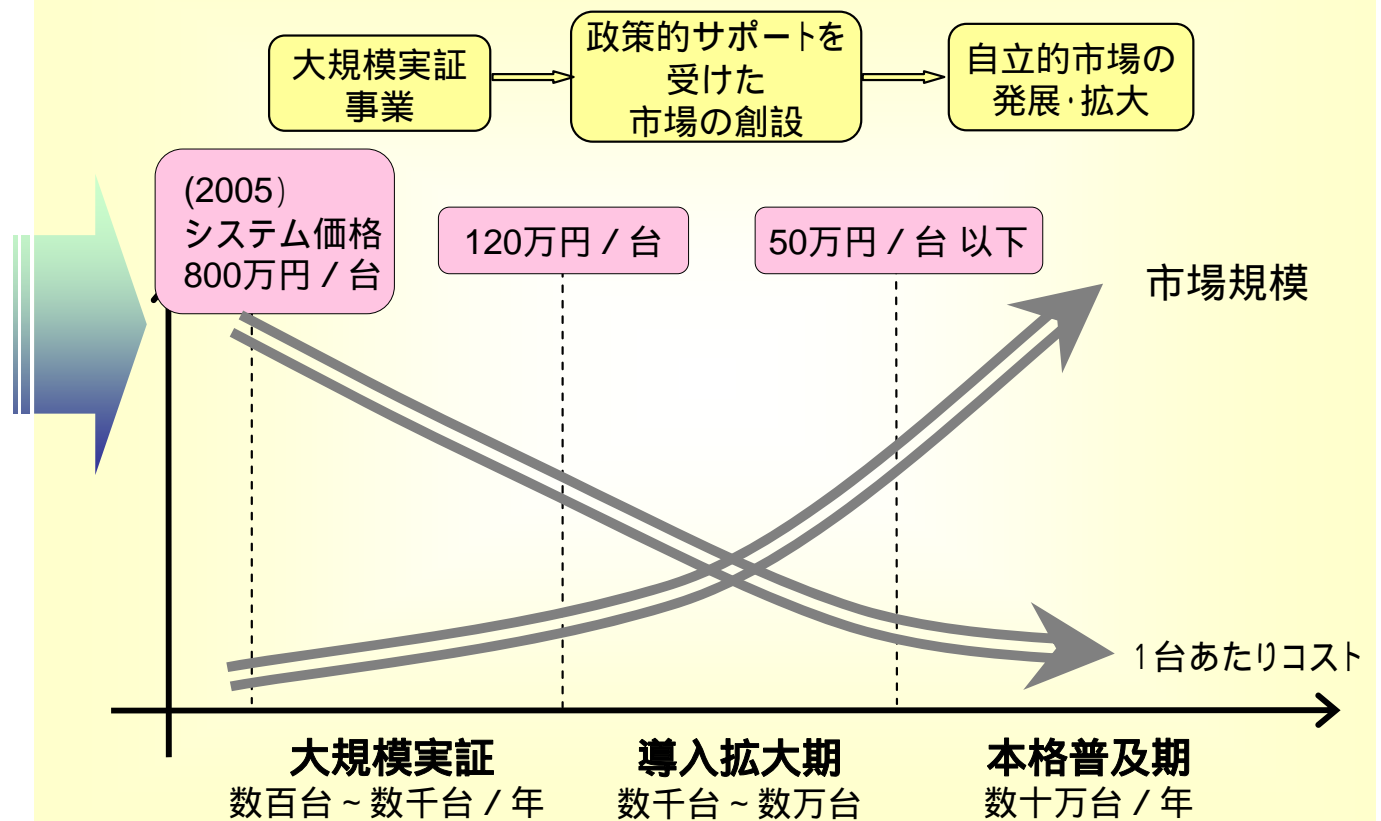 大規模実証
事業
政策的サポートを
受けた
市場の創設
自立的市場の
発展・拡大
(2005)
システム価格
800万円 / 台
120万円 / 台
50万円 / 台 以下
市場規模
1台あたりコスト
大規模実証
数百台 ~ 数千台 / 年
導入拡大期
数千台 ~ 数万台
本格普及期
数十万台 / 年